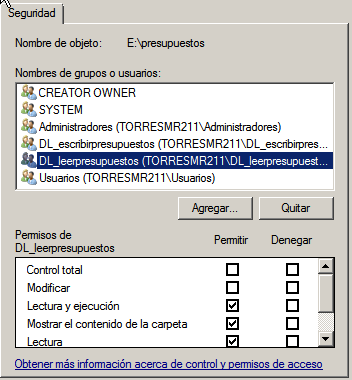 Seguridad
Nombre de objeto: E:\presupuestos
Nombres de grupos o usuarios:
CREATOR OWNER
SYSTEM
Administradores (TORRESMR211\Administradores)
DL_escribirpresupuestos (TORRESMR211\DL_escribirpres...
DL_leerpresupuestos (TORRESMR211\DL_leerpresupuest...
Usuarios (TORRESMR211\Usuarios)
Agregar... Quitar
Permisos de
DL_leerpresupuestos Permitir Denegar
Control total
Modificar
Lectura y ejecución
Mostrar el contenido de la carpeta
Lectura
Obtener más información acerca de control y permisos de acceso